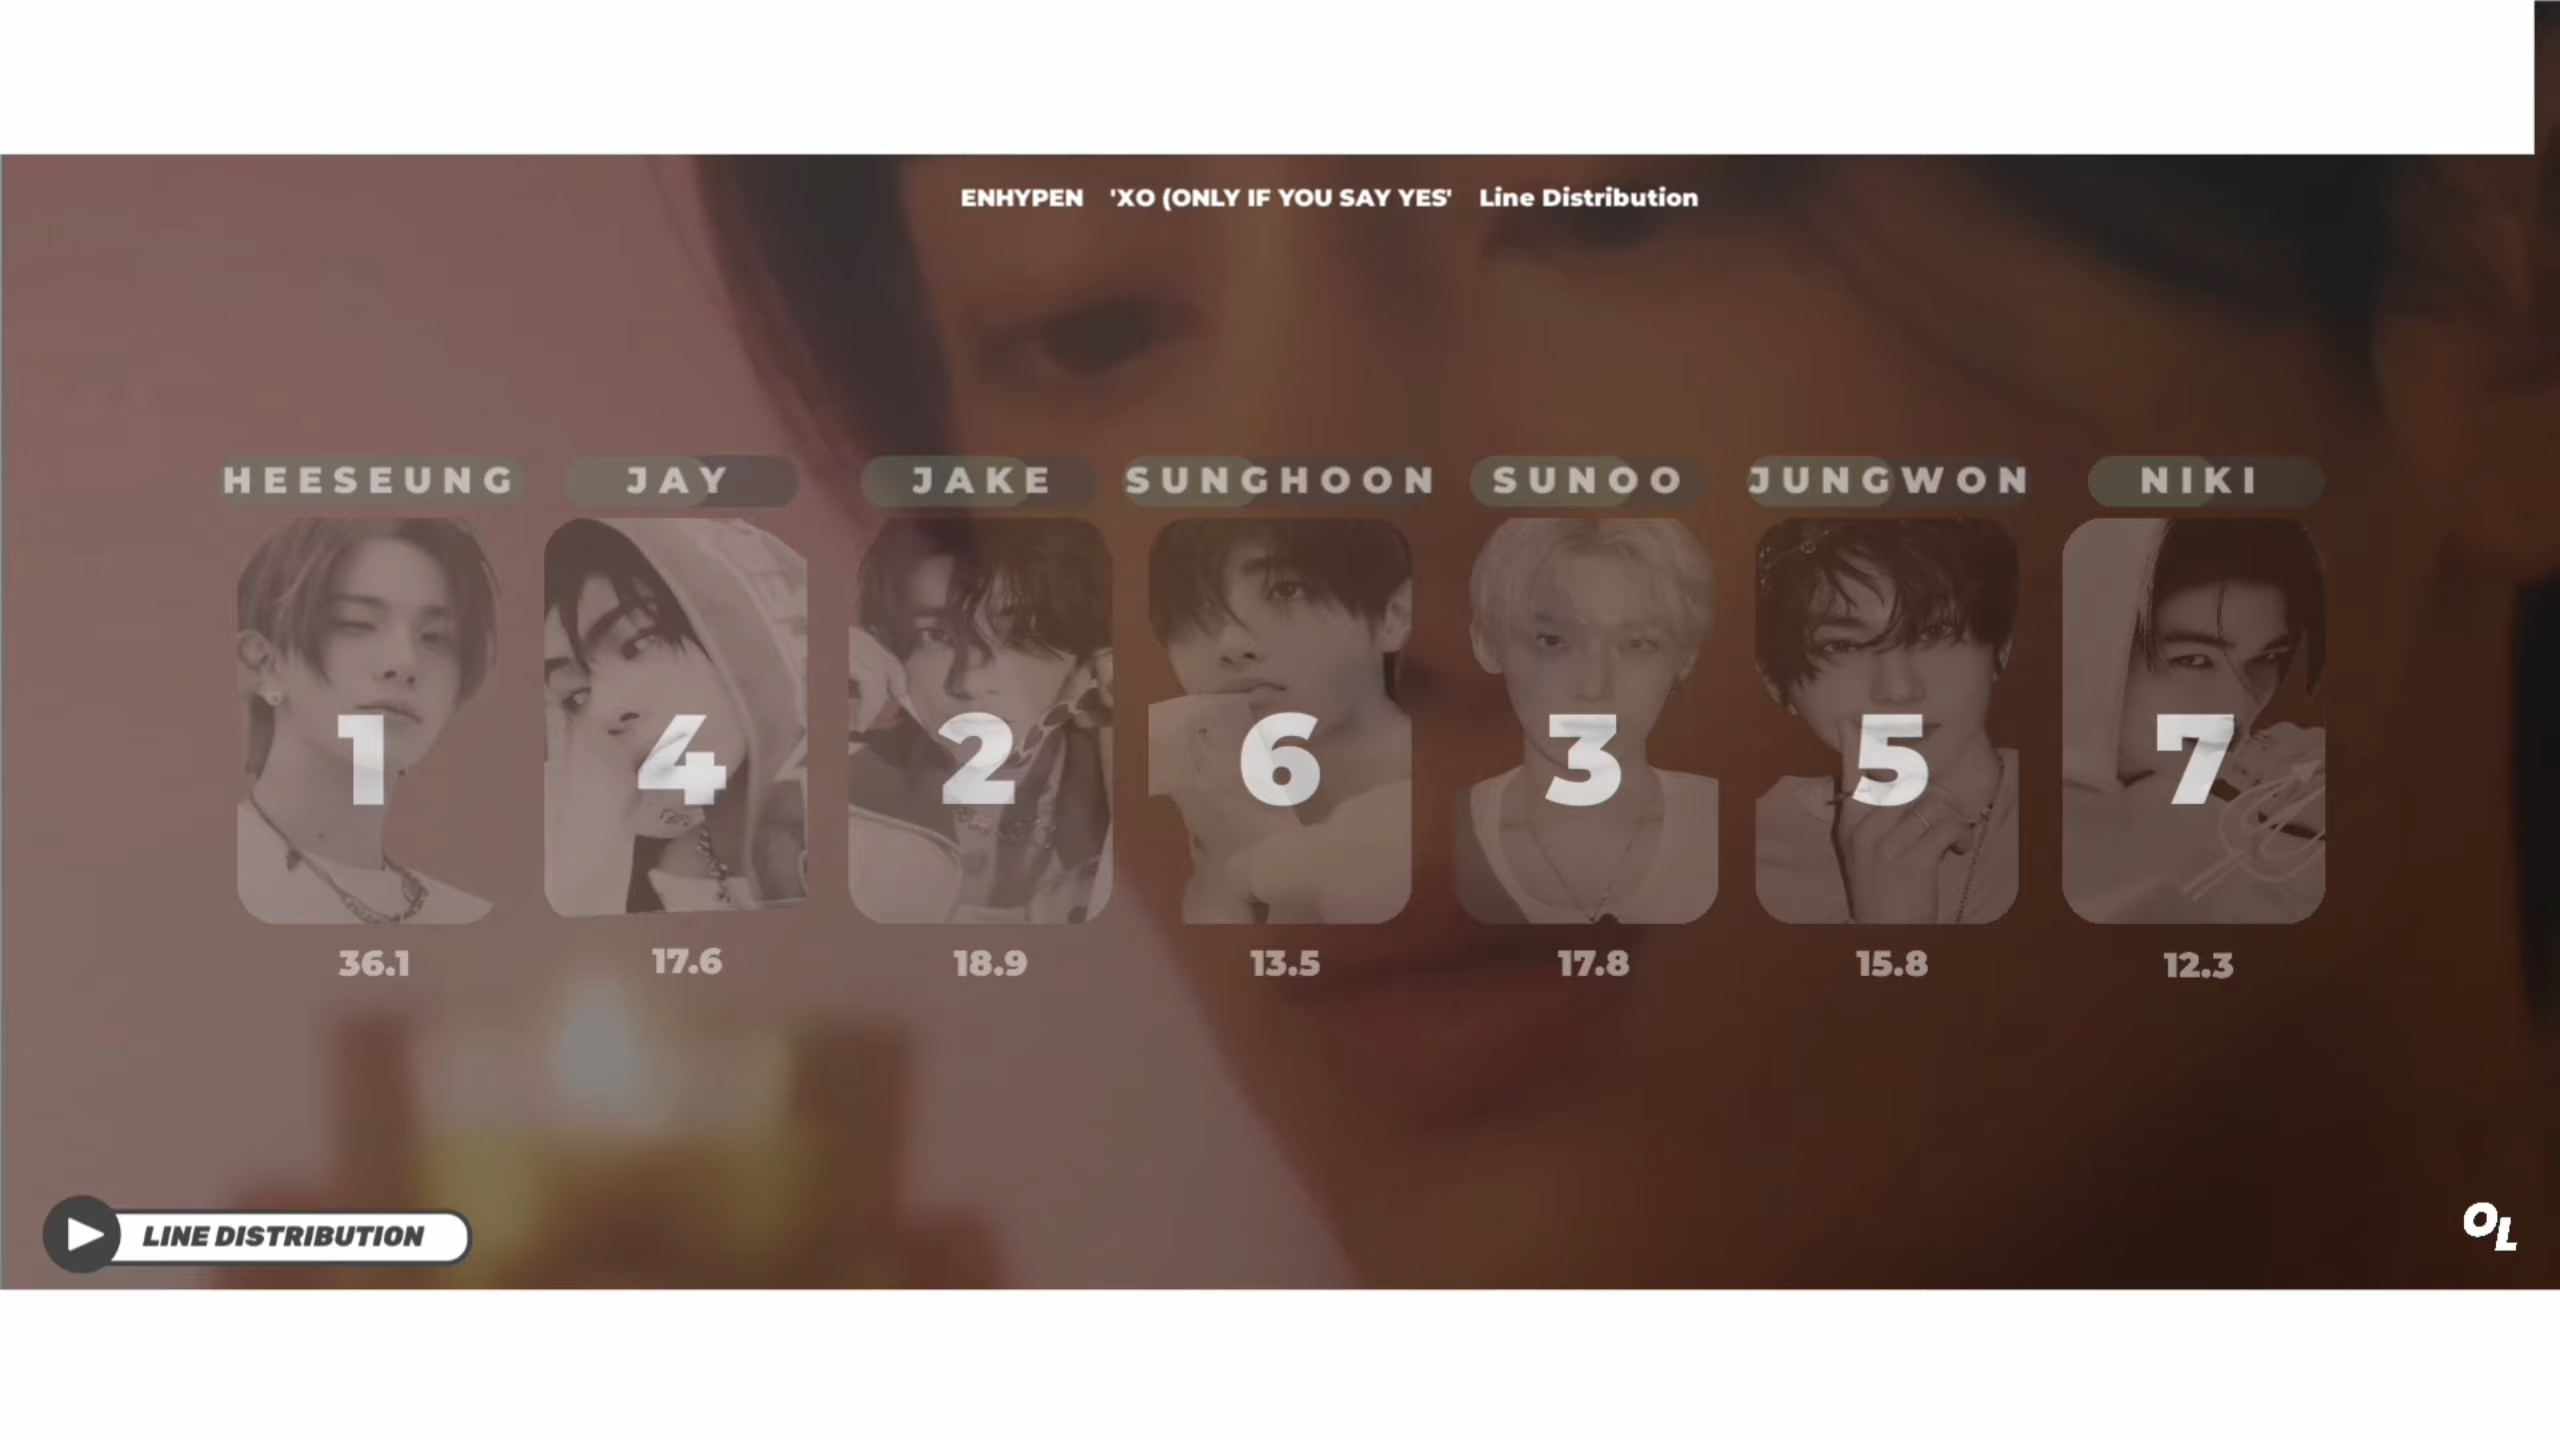 ENHYPEN 'XO (ONLY IF YOU SAY YES' Line Distribution
HEESEUNG JAY JAKE SUNGHOON SUNOO JUNGWON NIKI
1 4 2 6 3 5 7
36.1 17.6 18.9 13.5 17.8 15.8 12.3
LINE DISTRIBUTION
OL